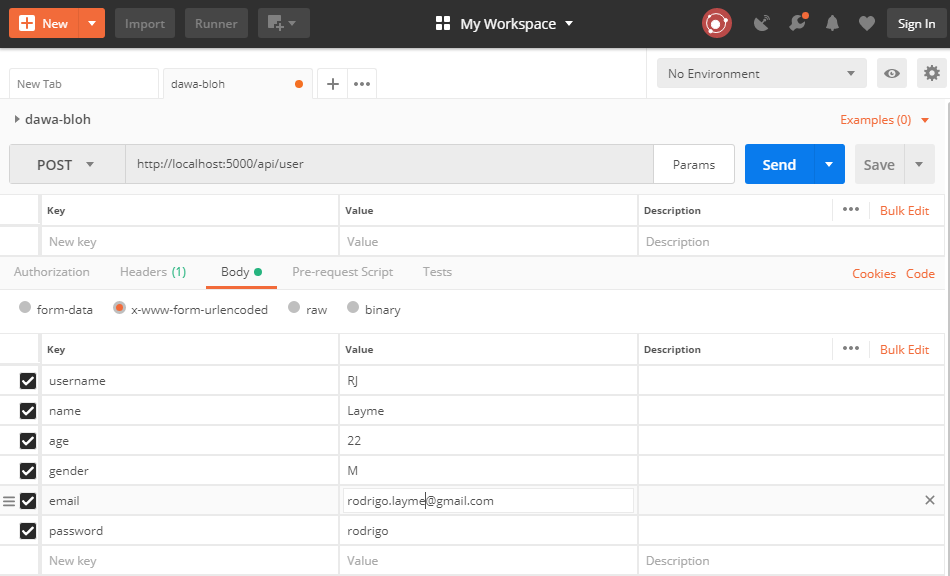 New Import Runner My Workspace Sign In
New Tab dawa-bloh No Environment
dawa-bloh Examples (0)
POST http://localhost:5000/api/user Params Send Save
Key Value Description Bulk Edit
New key Value Description
Authorization Headers (1) Body Pre-request Script Tests Cookies Code
form-data x-www-form-urlencoded raw binary
Key Value Description Bulk Edit
username RJ
name Layme
age 22
gender M
email rodrigo.layme@gmail.com
password rodrigo
New key Value Description